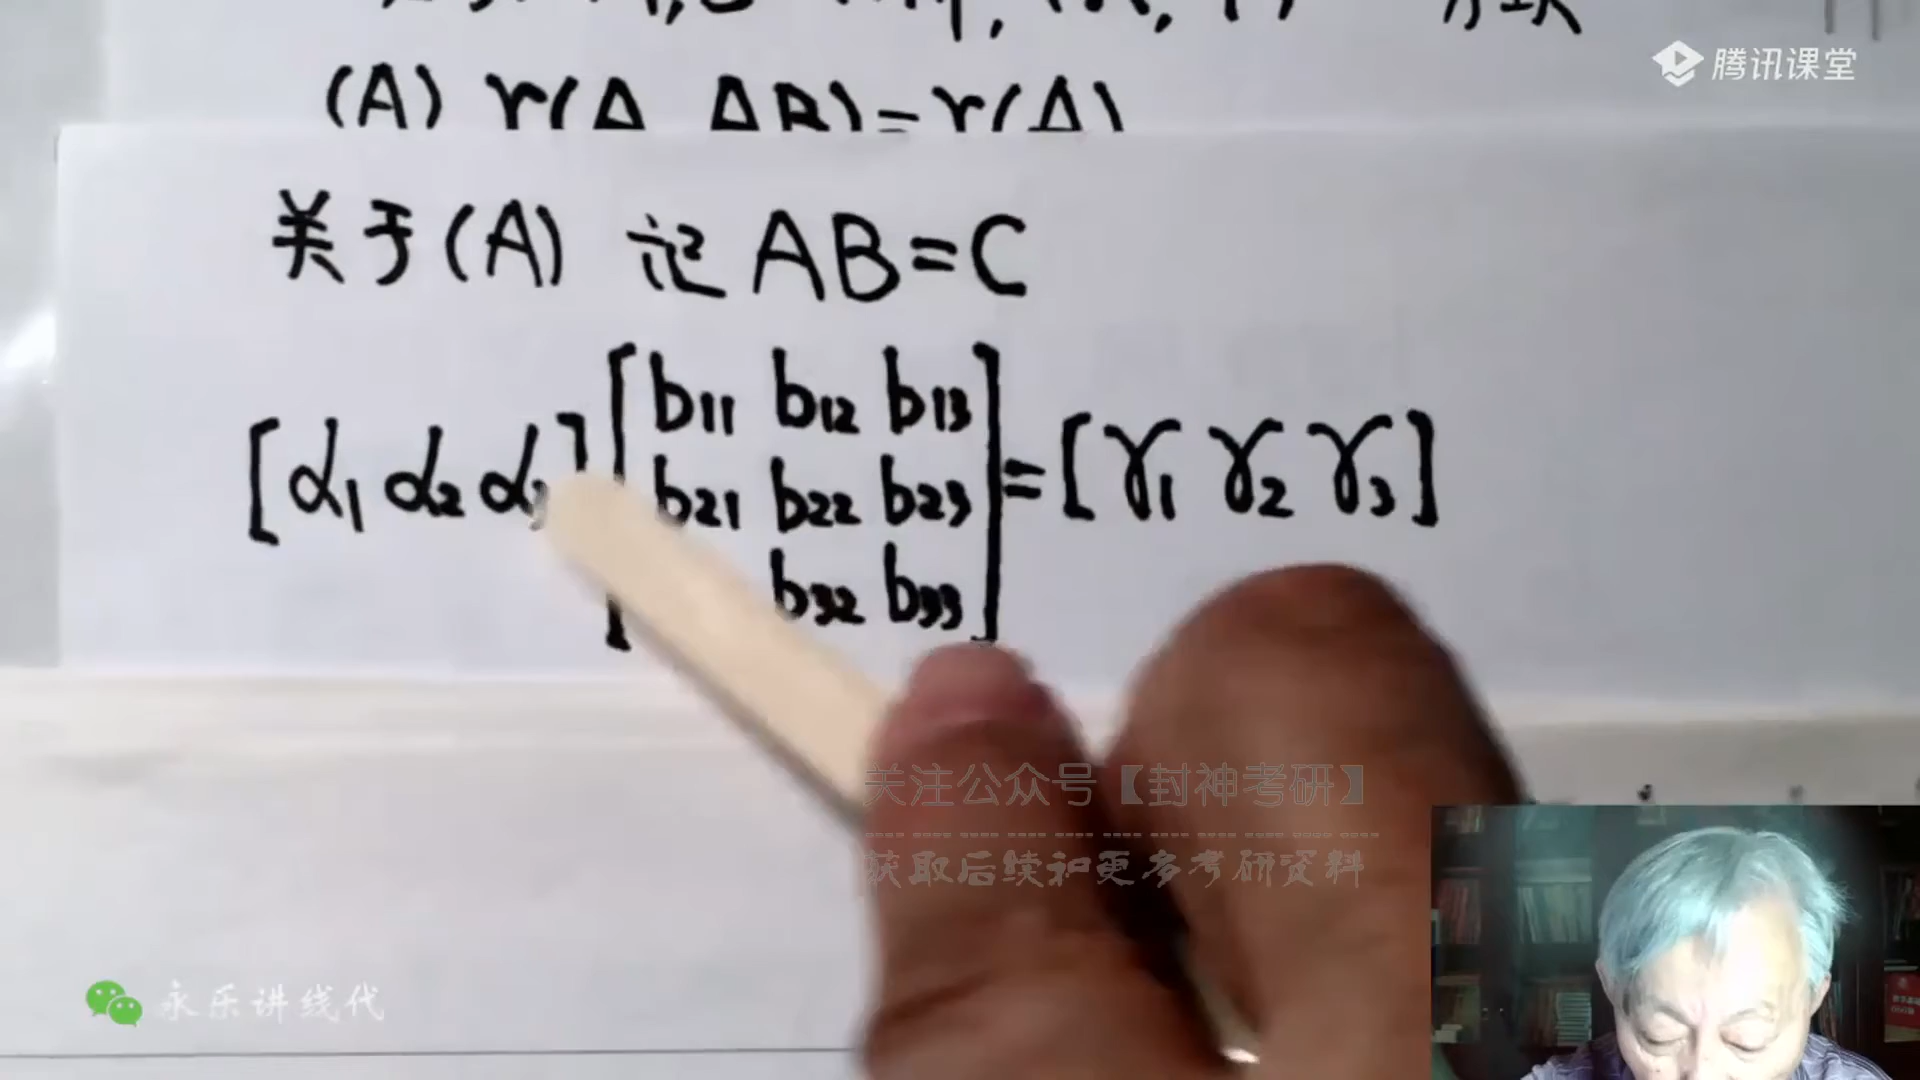 腾讯课堂
(A) r(A AB)=r(A)
关于(A) 记 AB=C
[α1 α2 α3] [b11 b12 b13
b21 b22 b23
b32 b33] = [γ1 γ2 γ3]
关注公众号【封神考研】
获取后续和更多考研资料
永乐讲线代